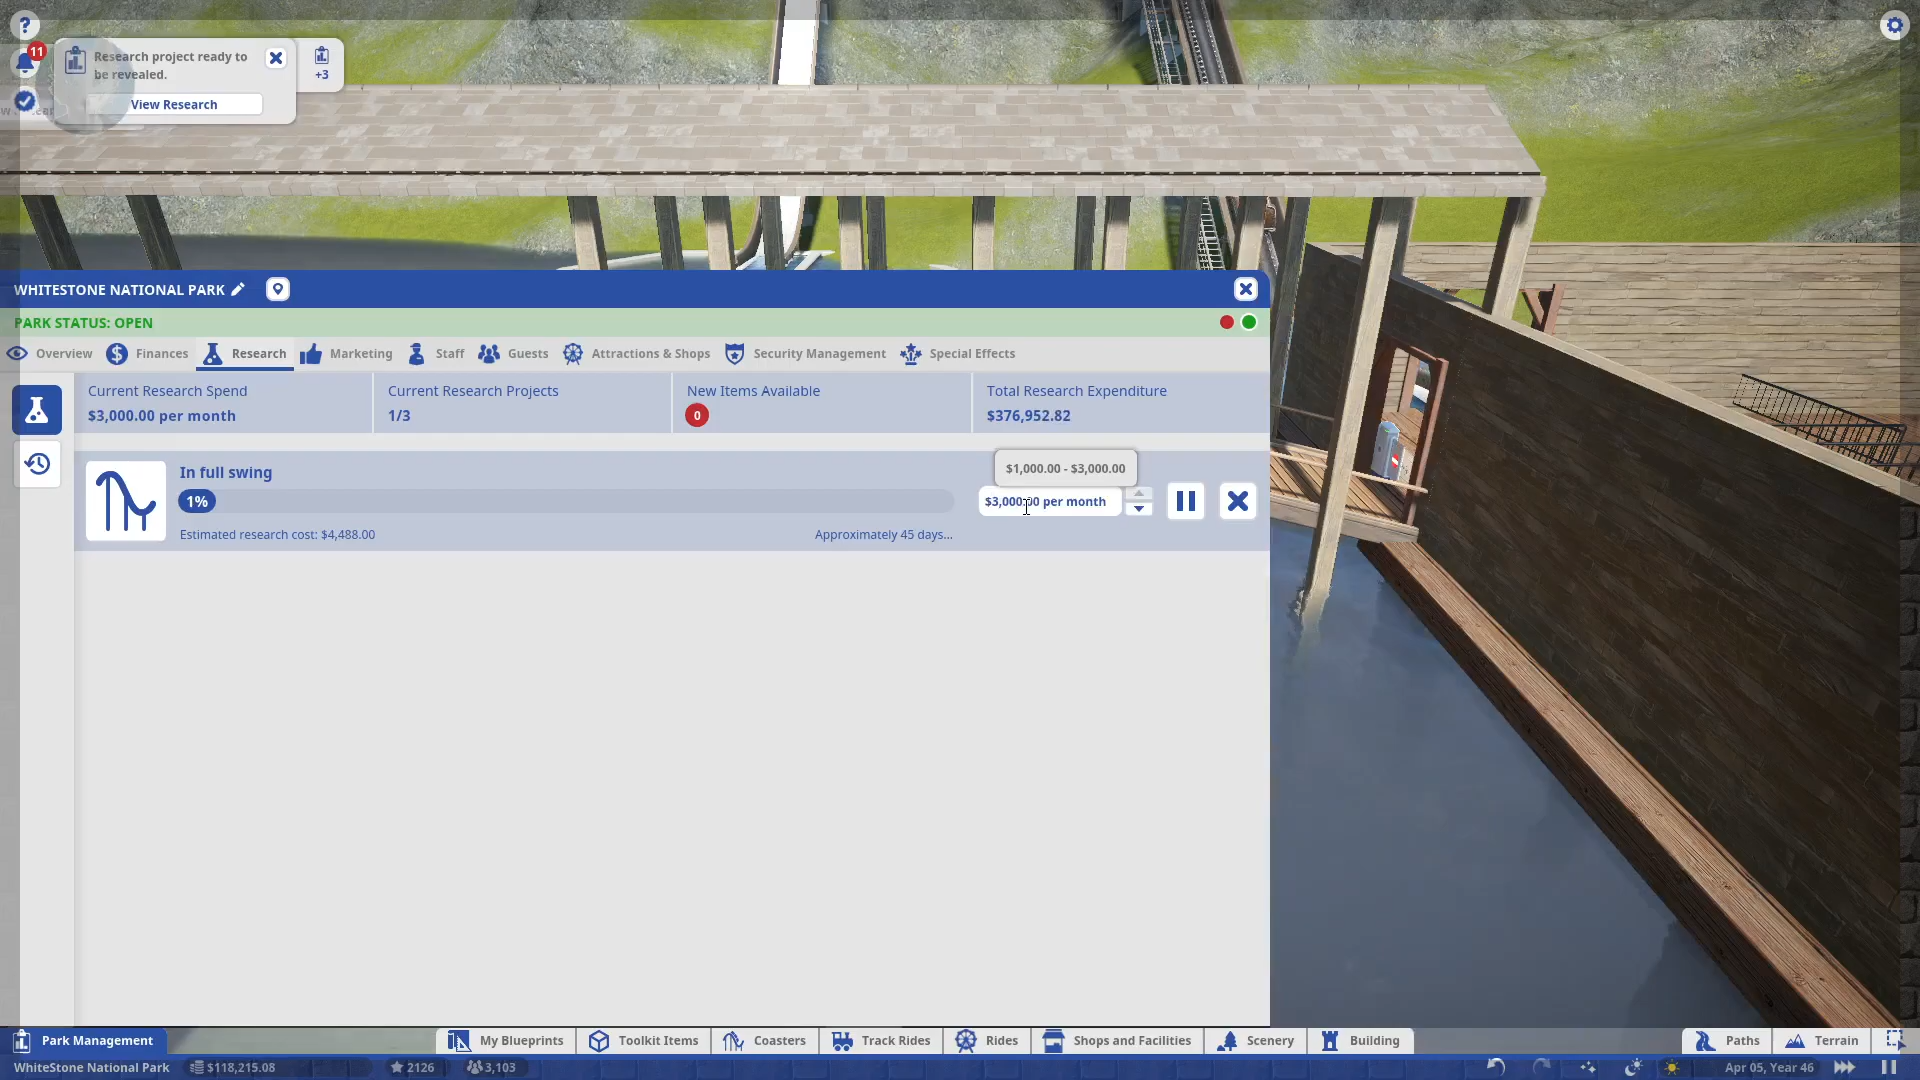 ?
11
Research project ready to
be revealed.
View Research
+3
WHITESTONE NATIONAL PARK
PARK STATUS: OPEN
Overview
Finances
Research
Marketing
Staff
Guests
Attractions & Shops
Security Management
Special Effects
Current Research Spend
$3,000.00 per month
Current Research Projects
1/3
New Items Available
0
Total Research Expenditure
$376,952.82
In full swing
1%
Estimated research cost: $4,488.00
Approximately 45 days...
$1,000.00 - $3,000.00
$3,000.00 per month
Park Management
My Blueprints
Toolkit Items
Coasters
Track Rides
Rides
Shops and Facilities
Scenery
Building
Paths
Terrain
WhiteStone National Park
$118,215.08
2126
3,103
Apr 05, Year 46